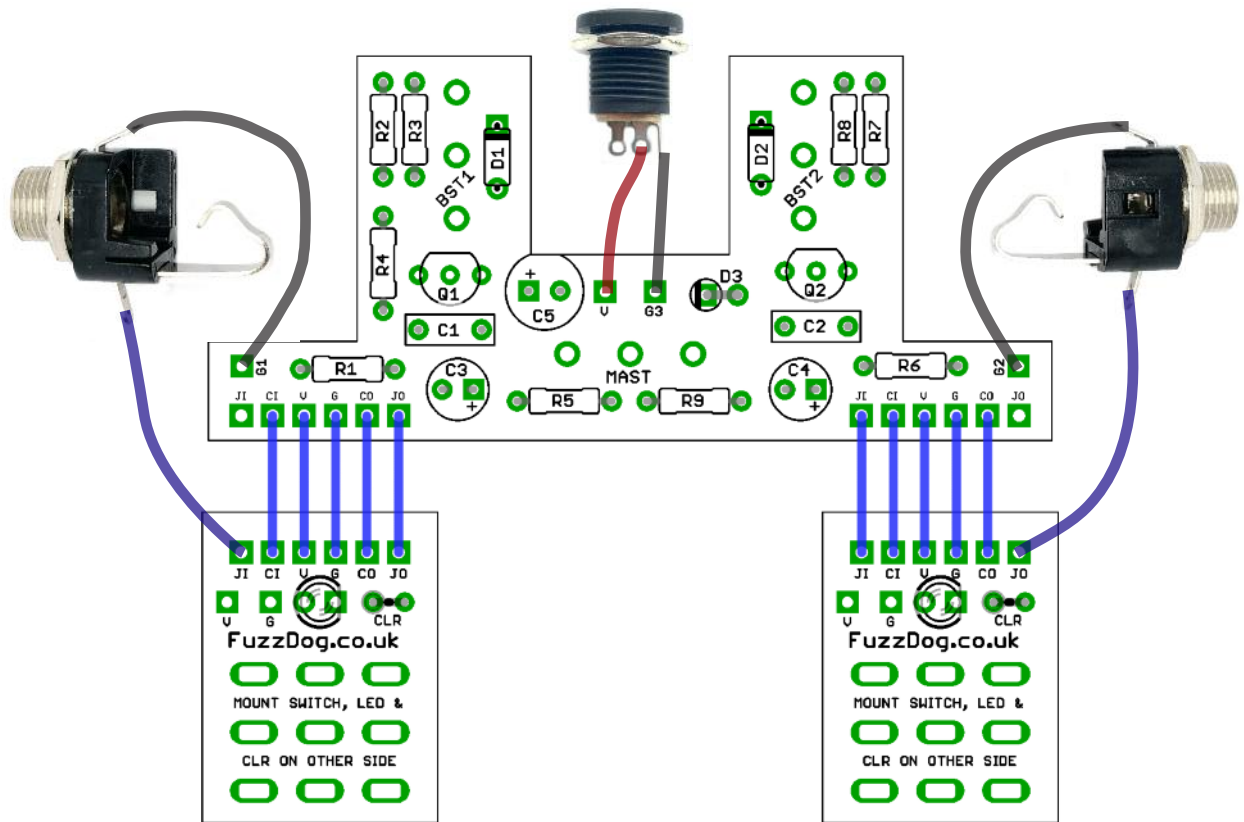 R2 R3 D1 BST1 R8 R7 D2 BST2
R4 Q1 Q2 D3
+ C5 V G3
C1 C2
G1 R1 C3 + MAST C4 + R6 G2
R5 R9
JI CI V G CO JO
JI CI V G CO JO
JI CI V G CO JO
V G CLR
FuzzDog.co.uk
MOUNT SWITCH, LED &
CLR ON OTHER SIDE
JI CI V G CO JO
V G CLR
FuzzDog.co.uk
MOUNT SWITCH, LED &
CLR ON OTHER SIDE